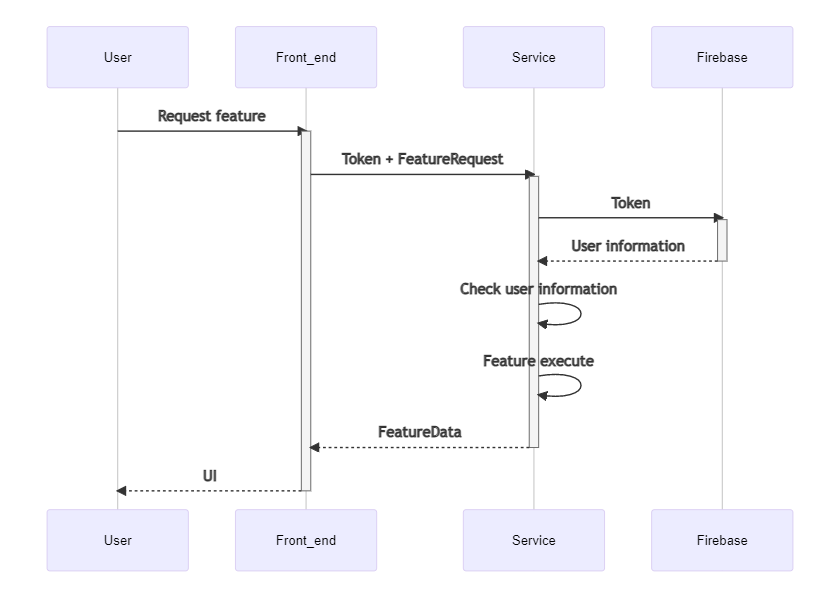 User
Front_end
Service
Firebase
Request feature
Token + FeatureRequest
Token
User information
Check user information
Feature execute
FeatureData
UI
User
Front_end
Service
Firebase